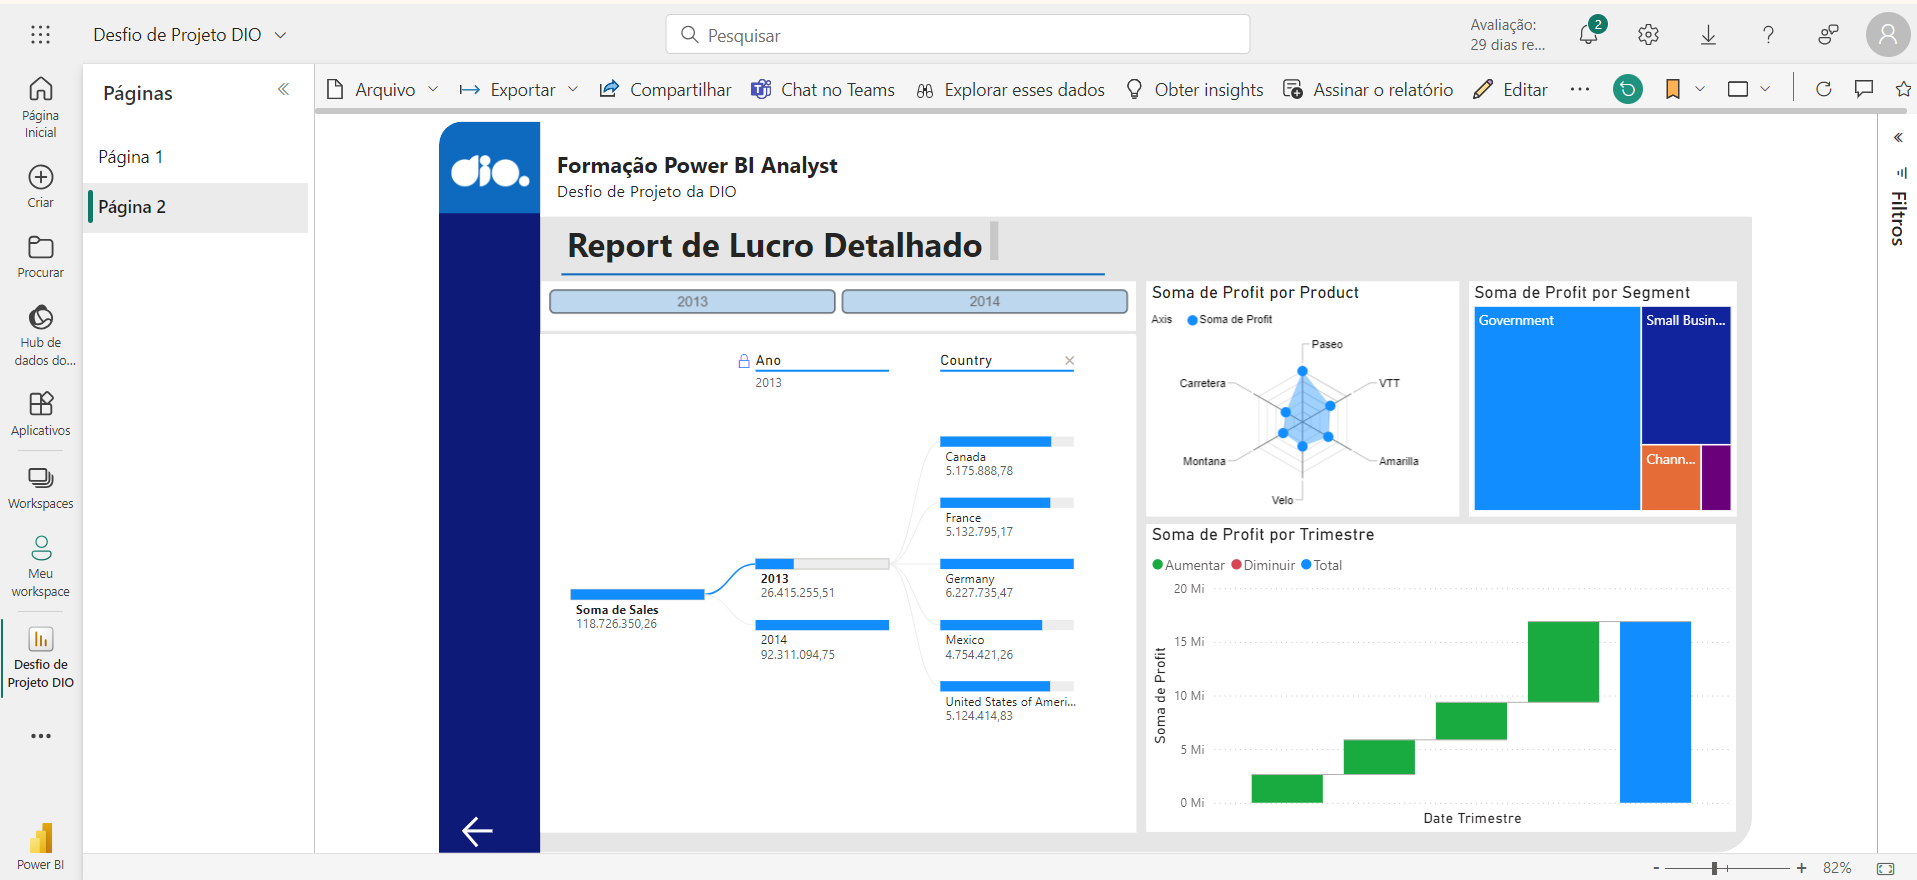 Desfio de Projeto DIO
Pesquisar
Avaliação:
29 dias re...
2
Página
Inicial
Criar
Procurar
Hub de
dados do...
Aplicativos
Workspaces
Meu
workspace
Desfio de
Projeto DIO
Power BI
Páginas
Página 1
Página 2
Arquivo
Exportar
Compartilhar
Chat no Teams
Explorar esses dados
Obter insights
Assinar o relatório
Editar
Filtros
dio.
Formação Power BI Analyst
Desfio de Projeto da DIO
Report de Lucro Detalhado
2013
2014
Ano
2013
Country
Soma de Sales
118.726.350,26
2013
26.415.255,51
2014
92.311.094,75
Canada
5.175.888,78
France
5.132.795,17
Germany
6.227.735,47
Mexico
4.754.421,26
United States of Ameri...
5.124.414,83
Soma de Profit por Product
Axis
Soma de Profit
Paseo
VTT
Amarilla
Velo
Montana
Carretera
Soma de Profit por Segment
Government
Small Busin...
Chann...
Soma de Profit por Trimestre
Aumentar Diminuir Total
Soma de Profit
20 Mi
15 Mi
10 Mi
5 Mi
0 Mi
Date Trimestre
- + 82%